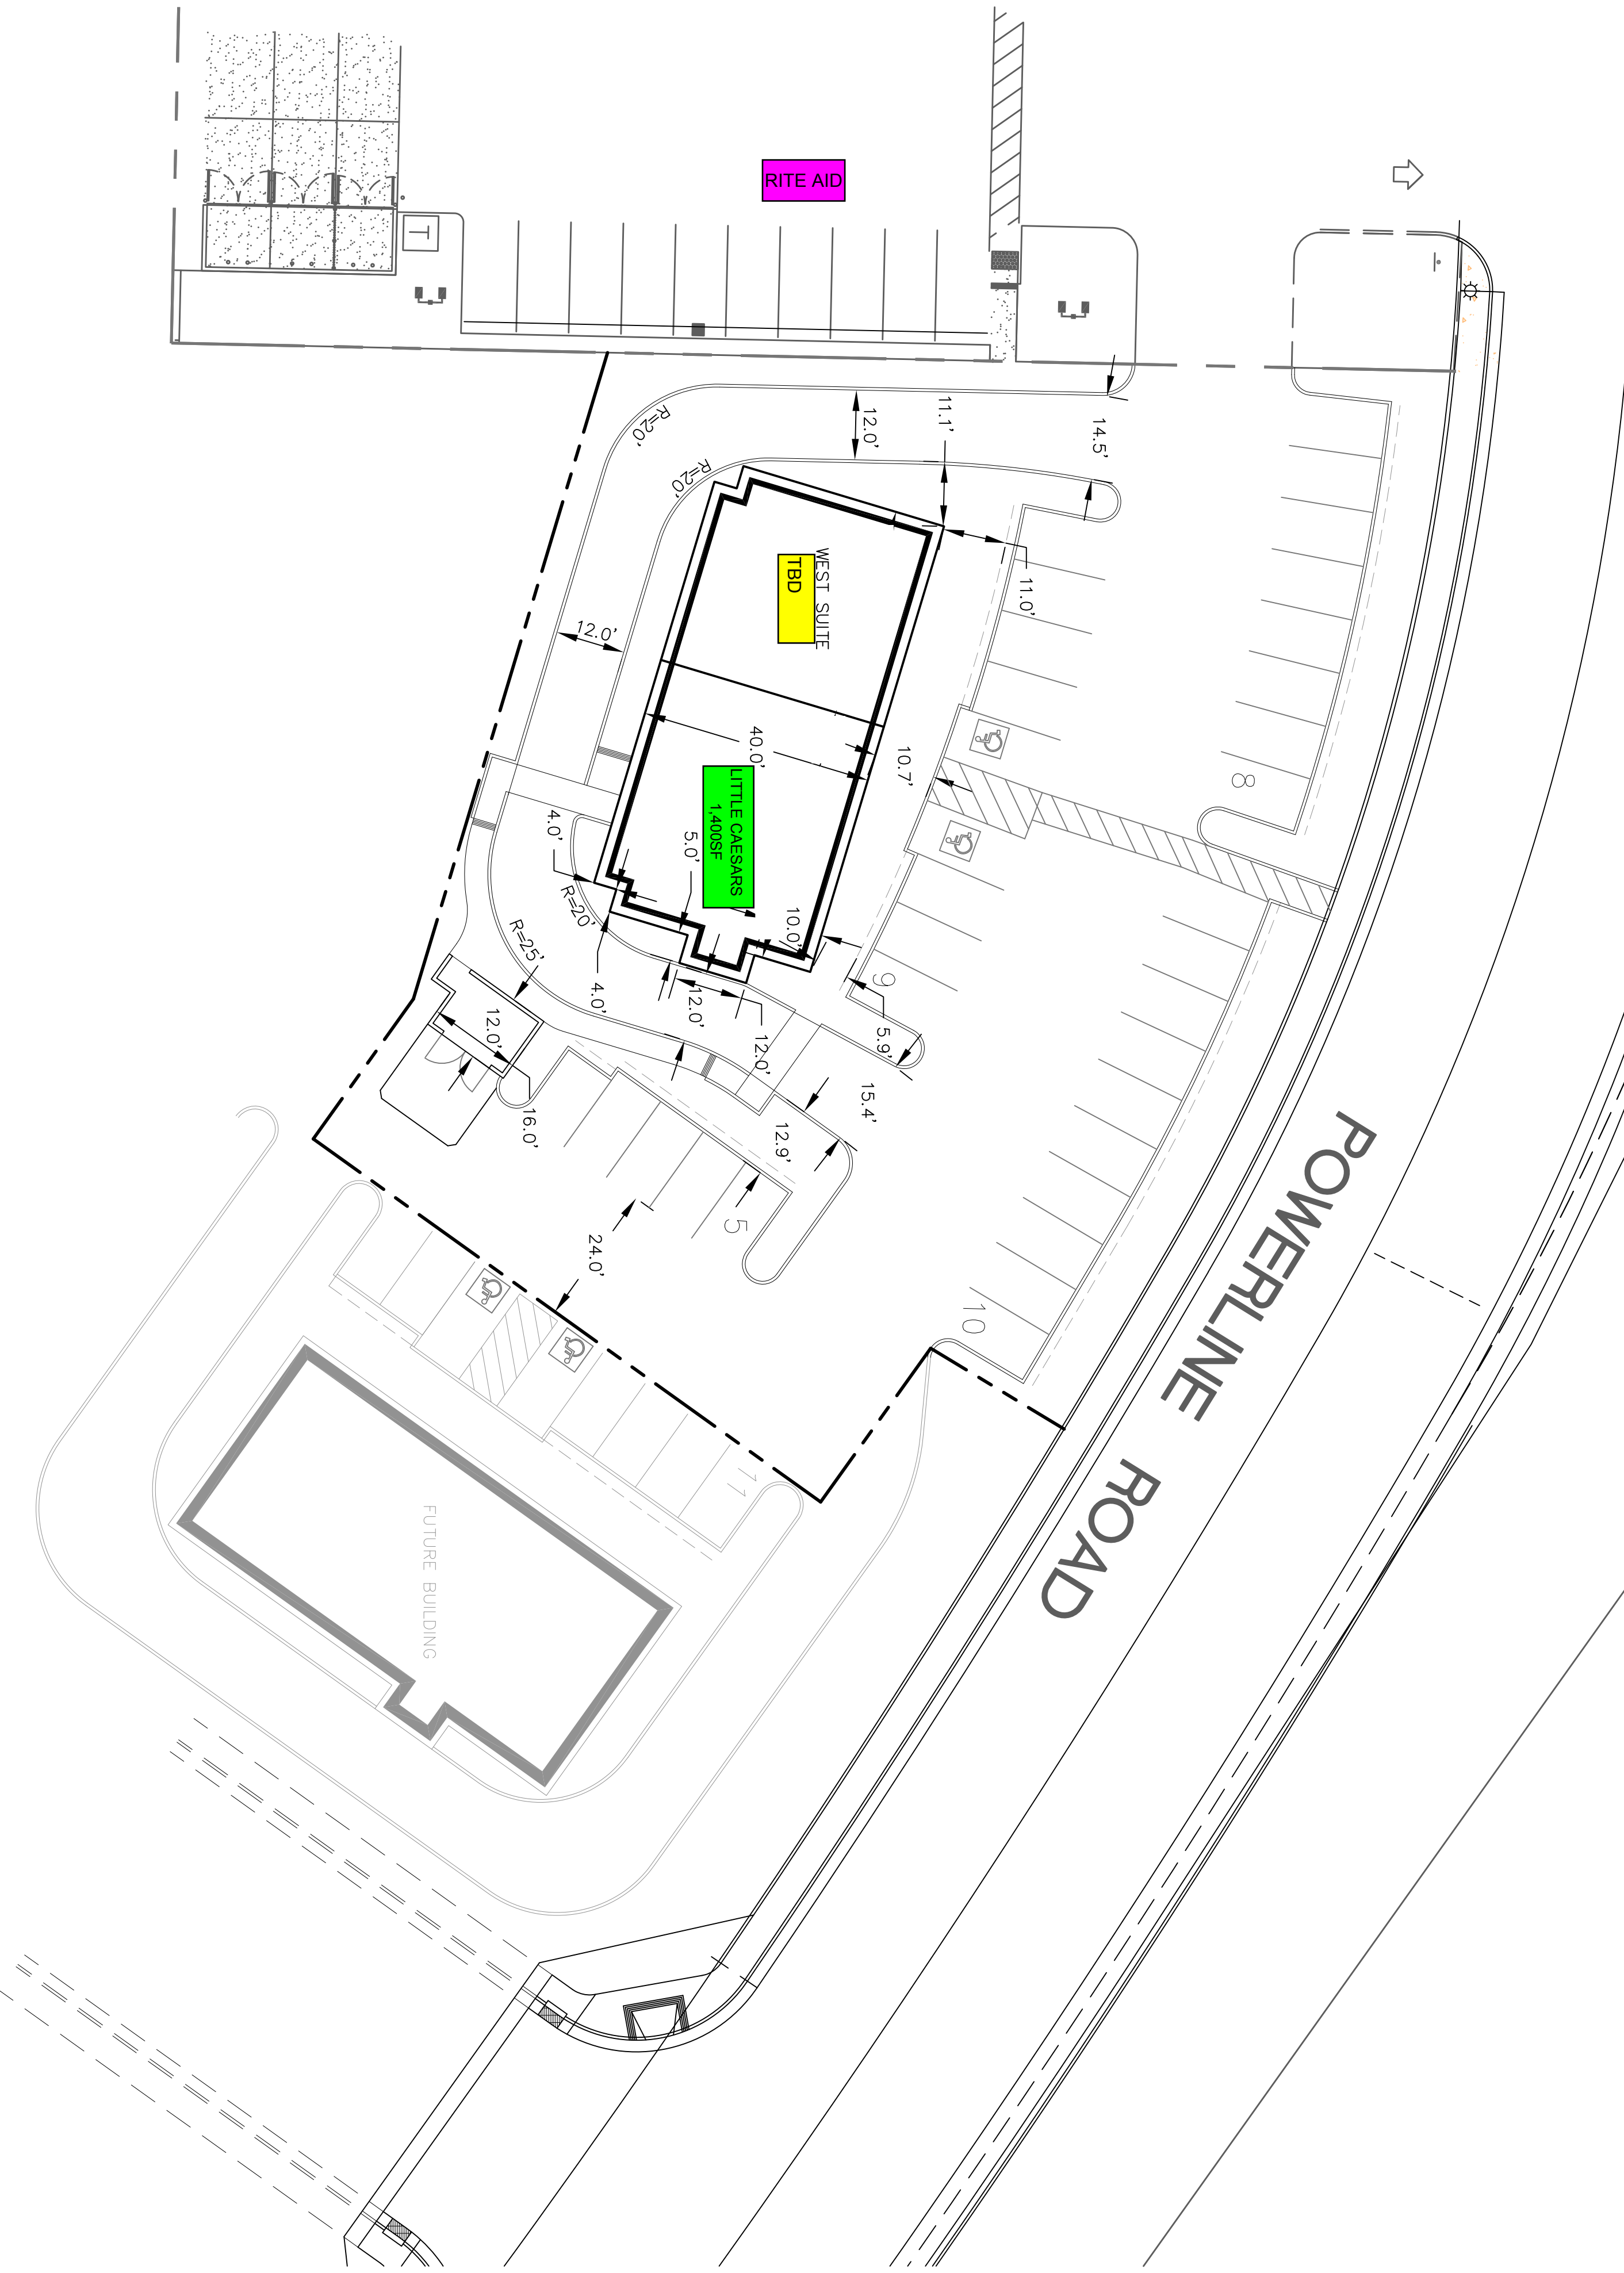 RITE AID
R=20'
R=20'
12.0'
11.1'
14.5'
WEST SUITE
TBD
11.0'
12.0'
40.0'
10.7'
8
LITTLE CAESARS
1,400SF
5.0'
4.0'
R=20'
10.0'
R=25'
4.0'
9
12.0'
12.0'
12.0'
5.9'
15.4'
16.0'
12.9'
5
24.0'
10
POWERLINE ROAD
11
FUTURE BUILDING